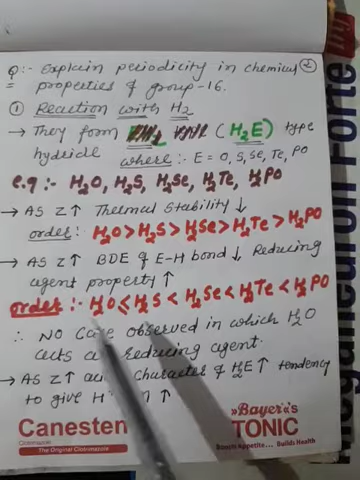 Q:- Explain periodicity in chemical ②
= properties of group-16.
① Reaction with H2
→ They form (H2E) type
hydride where:- E = O, S, Se, Te, PO
e.g:- H2O, H2S, H2Se, H2Te, H2PO
→ AS Z↑ Thermal Stability ↓
order: H2O>H2S>H2Se>H2Te>H2PO
→ AS Z↑ BDE of E-H bond ↓ Reducing
agent property ↑
Order:- H2O ≤ H2S < H2Se < H2Te < H2PO
∴ NO Case observed in which H2O
acts as reducing agent.
→ AS Z↑ character of H2E ↑ tendency
to give H ↑
Canesten
Clotrimazole
The Original Clotrimazole
»Bayer's
TONIC
Boosts Appetite... Builds Health